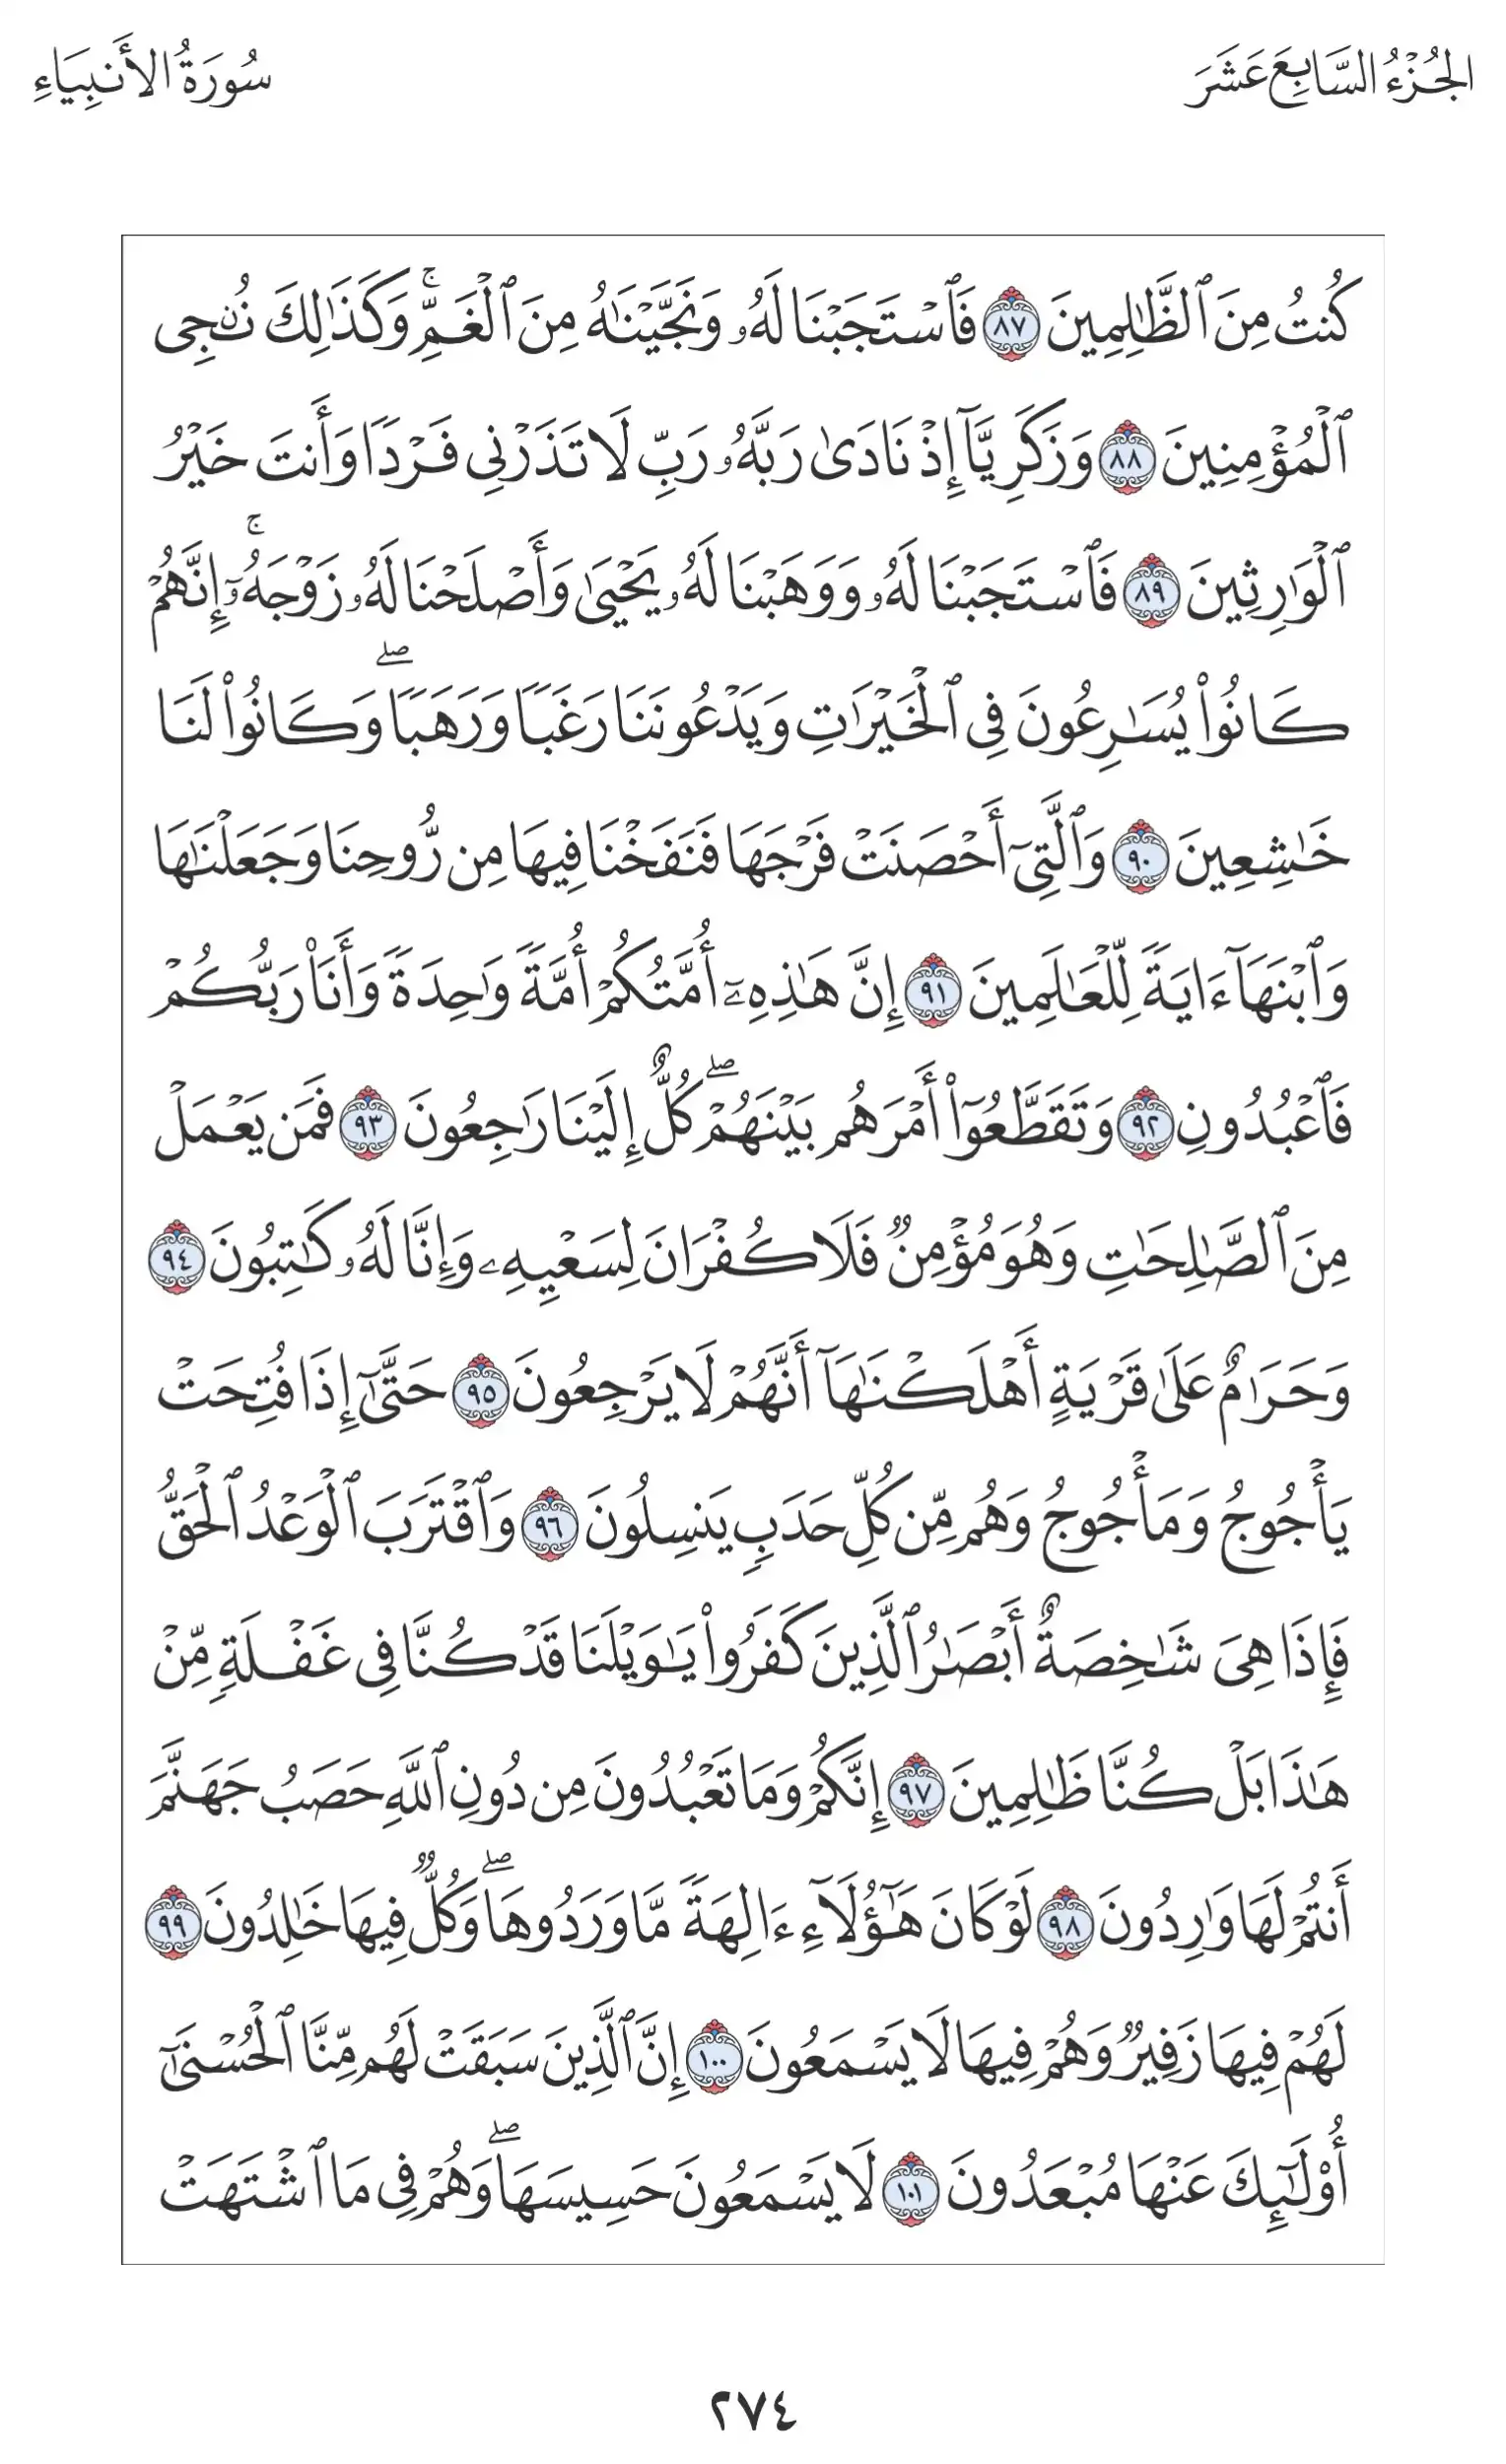 الجُزْءُ السَّابِعَ عَشَرَ
سُورَةُ الأَنبِيَاءِ
كُنتُ مِنَ ٱلظَّـٰلِمِينَ ٨٧ فَٱسۡتَجَبۡنَا لَهُۥ وَنَجَّيۡنَـٰهُ مِنَ ٱلۡغَمِّۚ وَكَذَٰلِكَ نُـۨجِى
ٱلۡمُؤۡمِنِينَ ٨٨ وَزَكَرِيَّآ إِذۡ نَادَىٰ رَبَّهُۥ رَبِّ لَا تَذَرۡنِى فَرۡدًا وَأَنتَ خَيۡرُ
ٱلۡوَٰرِثِينَ ٨٩ فَٱسۡتَجَبۡنَا لَهُۥ وَوَهَبۡنَا لَهُۥ يَحۡيَىٰ وَأَصۡلَحۡنَا لَهُۥ زَوۡجَهُۥٓۚ إِنَّهُمۡ
كَانُوا۟ يُسَـٰرِعُونَ فِى ٱلۡخَيۡرَٰتِ وَيَدۡعُونَنَا رَغَبًا وَرَهَبًاۖ وَكَانُوا۟ لَنَا
خَـٰشِعِينَ ٩٠ وَٱلَّتِىٓ أَحۡصَنَتۡ فَرۡجَهَا فَنَفَخۡنَا فِيهَا مِن رُّوحِنَا وَجَعَلۡنَـٰهَا
وَٱبۡنَهَآ ءَايَةً لِّلۡعَـٰلَمِينَ ٩١ إِنَّ هَـٰذِهِۦٓ أُمَّتُكُمۡ أُمَّةً وَٰحِدَةً وَأَنَا۠ رَبُّكُمۡ
فَٱعۡبُدُونِ ٩٢ وَتَقَطَّعُوٓا۟ أَمۡرَهُم بَيۡنَهُمۡۖ كُلٌّ إِلَيۡنَا رَٰجِعُونَ ٩٣ فَمَن يَعۡمَلۡ
مِنَ ٱلصَّـٰلِحَـٰتِ وَهُوَ مُؤۡمِنٌ فَلَا كُفۡرَانَ لِسَعۡيِهِۦ وَإِنَّا لَهُۥ كَـٰتِبُونَ ٩٤
وَحَرَٰمٌ عَلَىٰ قَرۡيَةٍ أَهۡلَكۡنَـٰهَآ أَنَّهُمۡ لَا يَرۡجِعُونَ ٩٥ حَتَّىٰٓ إِذَا فُتِحَتۡ
يَأۡجُوجُ وَمَأۡجُوجُ وَهُم مِّن كُلِّ حَدَبٍ يَنسِلُونَ ٩٦ وَٱقۡتَرَبَ ٱلۡوَعۡدُ ٱلۡحَقُّ
فَإِذَا هِىَ شَـٰخِصَةٌ أَبۡصَـٰرُ ٱلَّذِينَ كَفَرُوا۟ يَـٰوَيۡلَنَا قَدۡ كُنَّا فِى غَفۡلَةٍ مِّنۡ
هَـٰذَا بَلۡ كُنَّا ظَـٰلِمِينَ ٩٧ إِنَّكُمۡ وَمَا تَعۡبُدُونَ مِن دُونِ ٱللَّهِ حَصَبُ جَهَنَّمَ
أَنتُمۡ لَهَا وَٰرِدُونَ ٩٨ لَوۡ كَانَ هَـٰٓؤُلَآءِ ءَالِهَةً مَّا وَرَدُوهَاۖ وَكُلٌّ فِيهَا خَـٰلِدُونَ ٩٩
لَهُمۡ فِيهَا زَفِيرٌ وَهُمۡ فِيهَا لَا يَسۡمَعُونَ ١٠٠ إِنَّ ٱلَّذِينَ سَبَقَتۡ لَهُم مِّنَّا ٱلۡحُسۡنَىٰٓ
أُو۟لَـٰٓئِكَ عَنۡهَا مُبۡعَدُونَ ١٠١ لَا يَسۡمَعُونَ حَسِيسَهَاۖ وَهُمۡ فِى مَا ٱشۡتَهَتۡ
٢٧٤